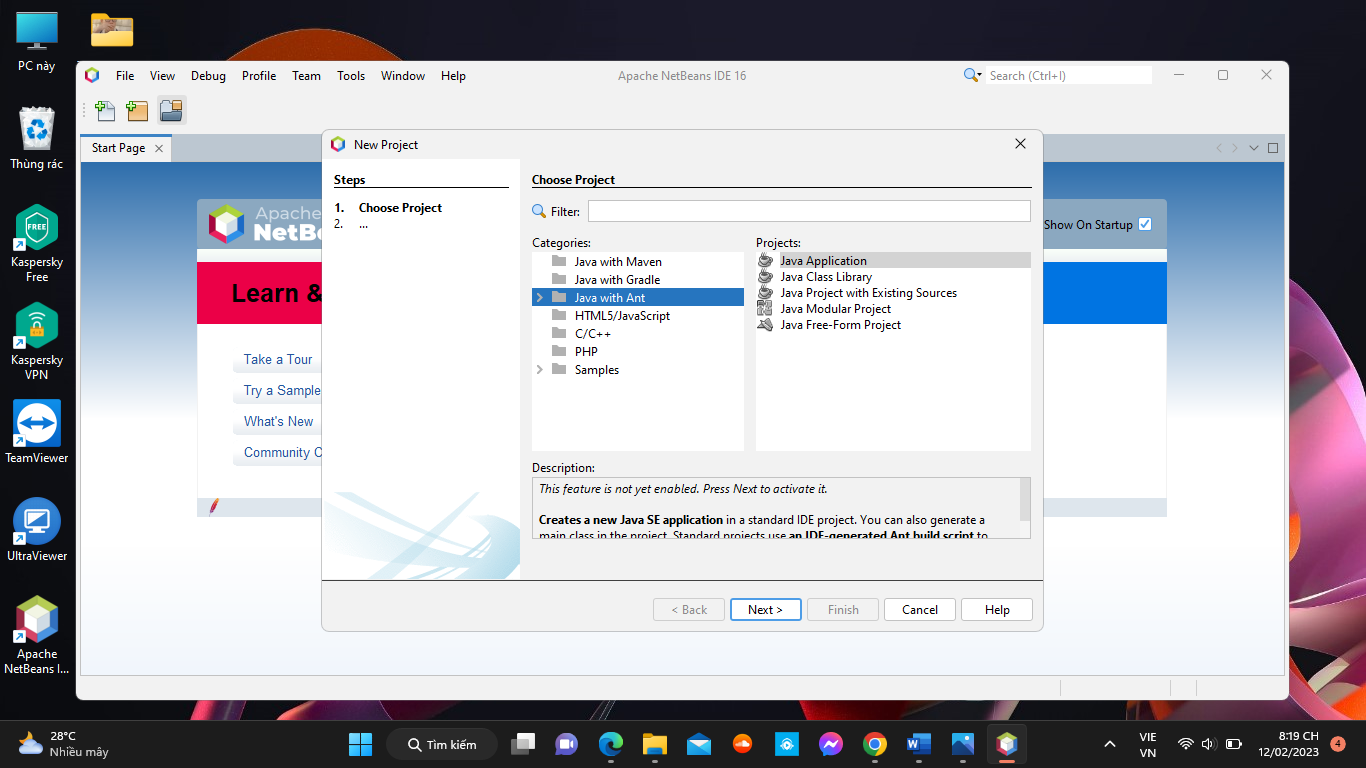 PC này
Thùng rác
Kaspersky
Free
FREE
Kaspersky
VPN
TeamViewer
UltraViewer
Apache
NetBeans I...
File View Debug Profile Team Tools Window Help
Apache NetBeans IDE 16
Search (Ctrl+I)
Start Page
Apache
NetB
Show On Startup
Learn &
Take a Tour
Try a Sample
What's New
Community
New Project
Steps
1. Choose Project
2. ...
Choose Project
Filter:
Categories:
Java with Maven
Java with Gradle
Java with Ant
HTML5/JavaScript
C/C++
PHP
Samples
Projects:
Java Application
Java Class Library
Java Project with Existing Sources
Java Modular Project
Java Free-Form Project
Description:
This feature is not yet enabled. Press Next to activate it.
Creates a new Java SE application in a standard IDE project. You can also generate a
main class in the project. Standard projects use an IDE-generated Ant build script to
< Back Next > Finish Cancel Help
28°C
Nhiều mây
Tìm kiếm
VIE
VN
8:19 CH
12/02/2023
4